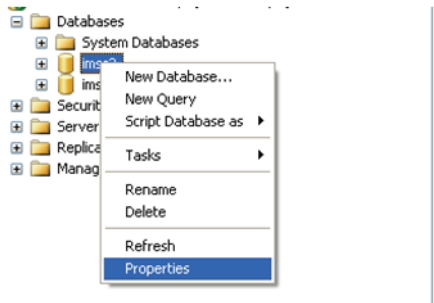 Databases
System Databases
New Database...
New Query
Securit
Script Database as
Server
Replica
Tasks
Manag
Rename
Delete
Refresh
Properties